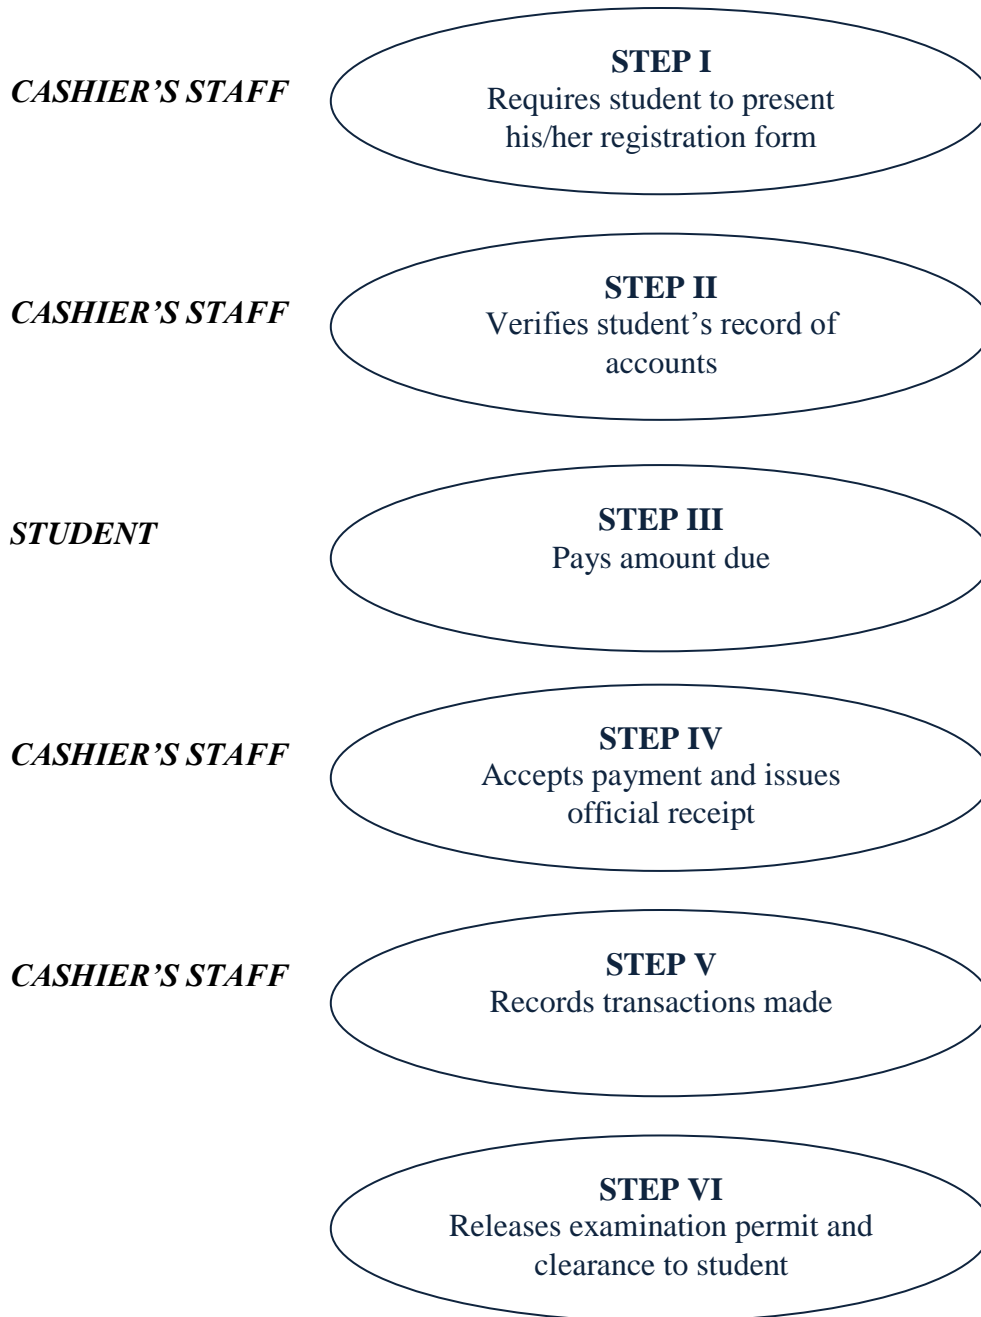 CASHIER’S STAFF
STEP I
Requires student to present
his/her registration form
CASHIER’S STAFF
STEP II
Verifies student’s record of
accounts
STUDENT
STEP III
Pays amount due
CASHIER’S STAFF
STEP IV
Accepts payment and issues
official receipt
CASHIER’S STAFF
STEP V
Records transactions made
STEP VI
Releases examination permit and
clearance to student